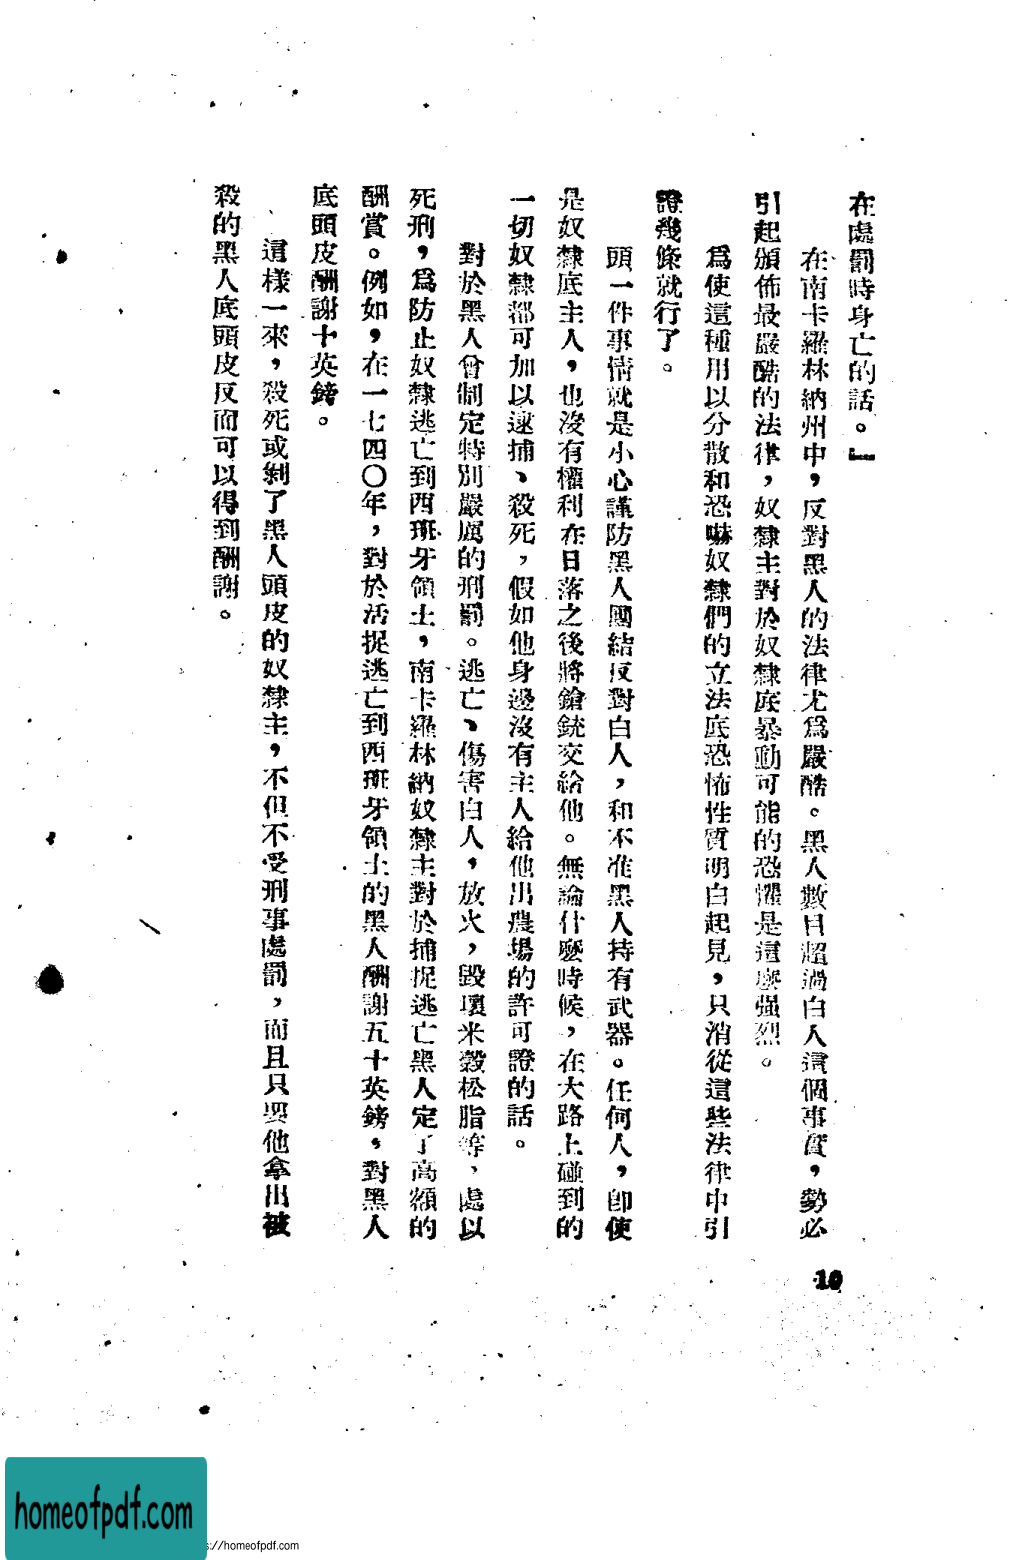 在處罰時身亡的話。」
在南卡羅林納州中，反對黑人的法律尤爲嚴酷。黑人數目超過白人這個事實，勢必
引起頒佈最嚴酷的法律，奴隸主對於奴隸底暴動可能的恐懼是這麽强烈。
爲使這種用以分散和恐嚇奴隸們的立法底恐怖性質明白起見，只消從這些法律中引
證幾條就行了。
頭一件事情就是小心謹防黑人團結反對白人，和不准黑人持有武器。任何人，卽使
是奴隸底主人，也沒有權利在日落之後將鎗銃交給他。無論什麽時候，在大路上碰到的
一切奴隸都可加以逮捕、殺死，假如他身邊沒有主人給他出農場的許可證的話。
對於黑人曾制定特別嚴厲的刑罰。逃亡、傷害白人，放火，毀壞米穀松脂等，處以
死刑，爲防止奴隸逃亡到西班牙領土，南卡羅林納奴隸主對於捕捉逃亡黑人定了高額的
酬賞。例如，在一七四〇年，對於活捉逃亡到西班牙領土的黑人酬謝五十英鎊，對黑人
底頭皮酬謝十英鎊。
這樣一來，殺死或剝了黑人頭皮的奴隸主，不但不受刑事處罰，而且只要他拿出被
殺的黑人底頭皮反而可以得到酬謝。
10
homeofpdf.com
://homeofpdf.com